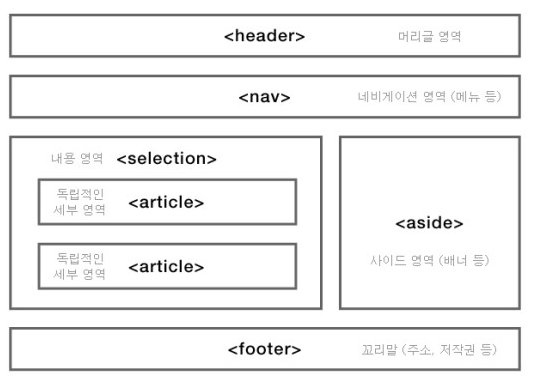 <header> 머리글 영역
<nav> 네비게이션 영역 (메뉴 등)
내용 영역 <selection>
독립적인
세부 영역 <article>
독립적인
세부 영역 <article>
<aside>
사이드 영역 (배너 등)
<footer> 꼬리말 (주소, 저작권 등)